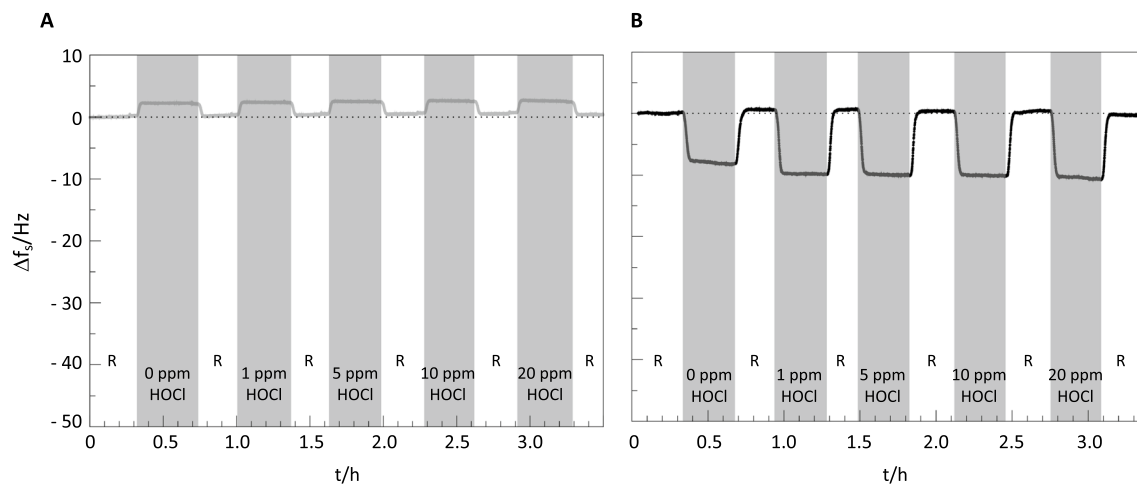 A
B
10
0
- 10
- 20
- 30
- 40
- 50
Δfs/Hz
R
R
R
R
R
R
0 ppm
HOCl
1 ppm
HOCl
5 ppm
HOCl
10 ppm
HOCl
20 ppm
HOCl
0
0.5
1.0
1.5
2.0
2.5
3.0
t/h
R
R
R
R
R
R
0 ppm
HOCl
1 ppm
HOCl
5 ppm
HOCl
10 ppm
HOCl
20 ppm
HOCl
0
0.5
1.0
1.5
2.0
2.5
3.0
t/h